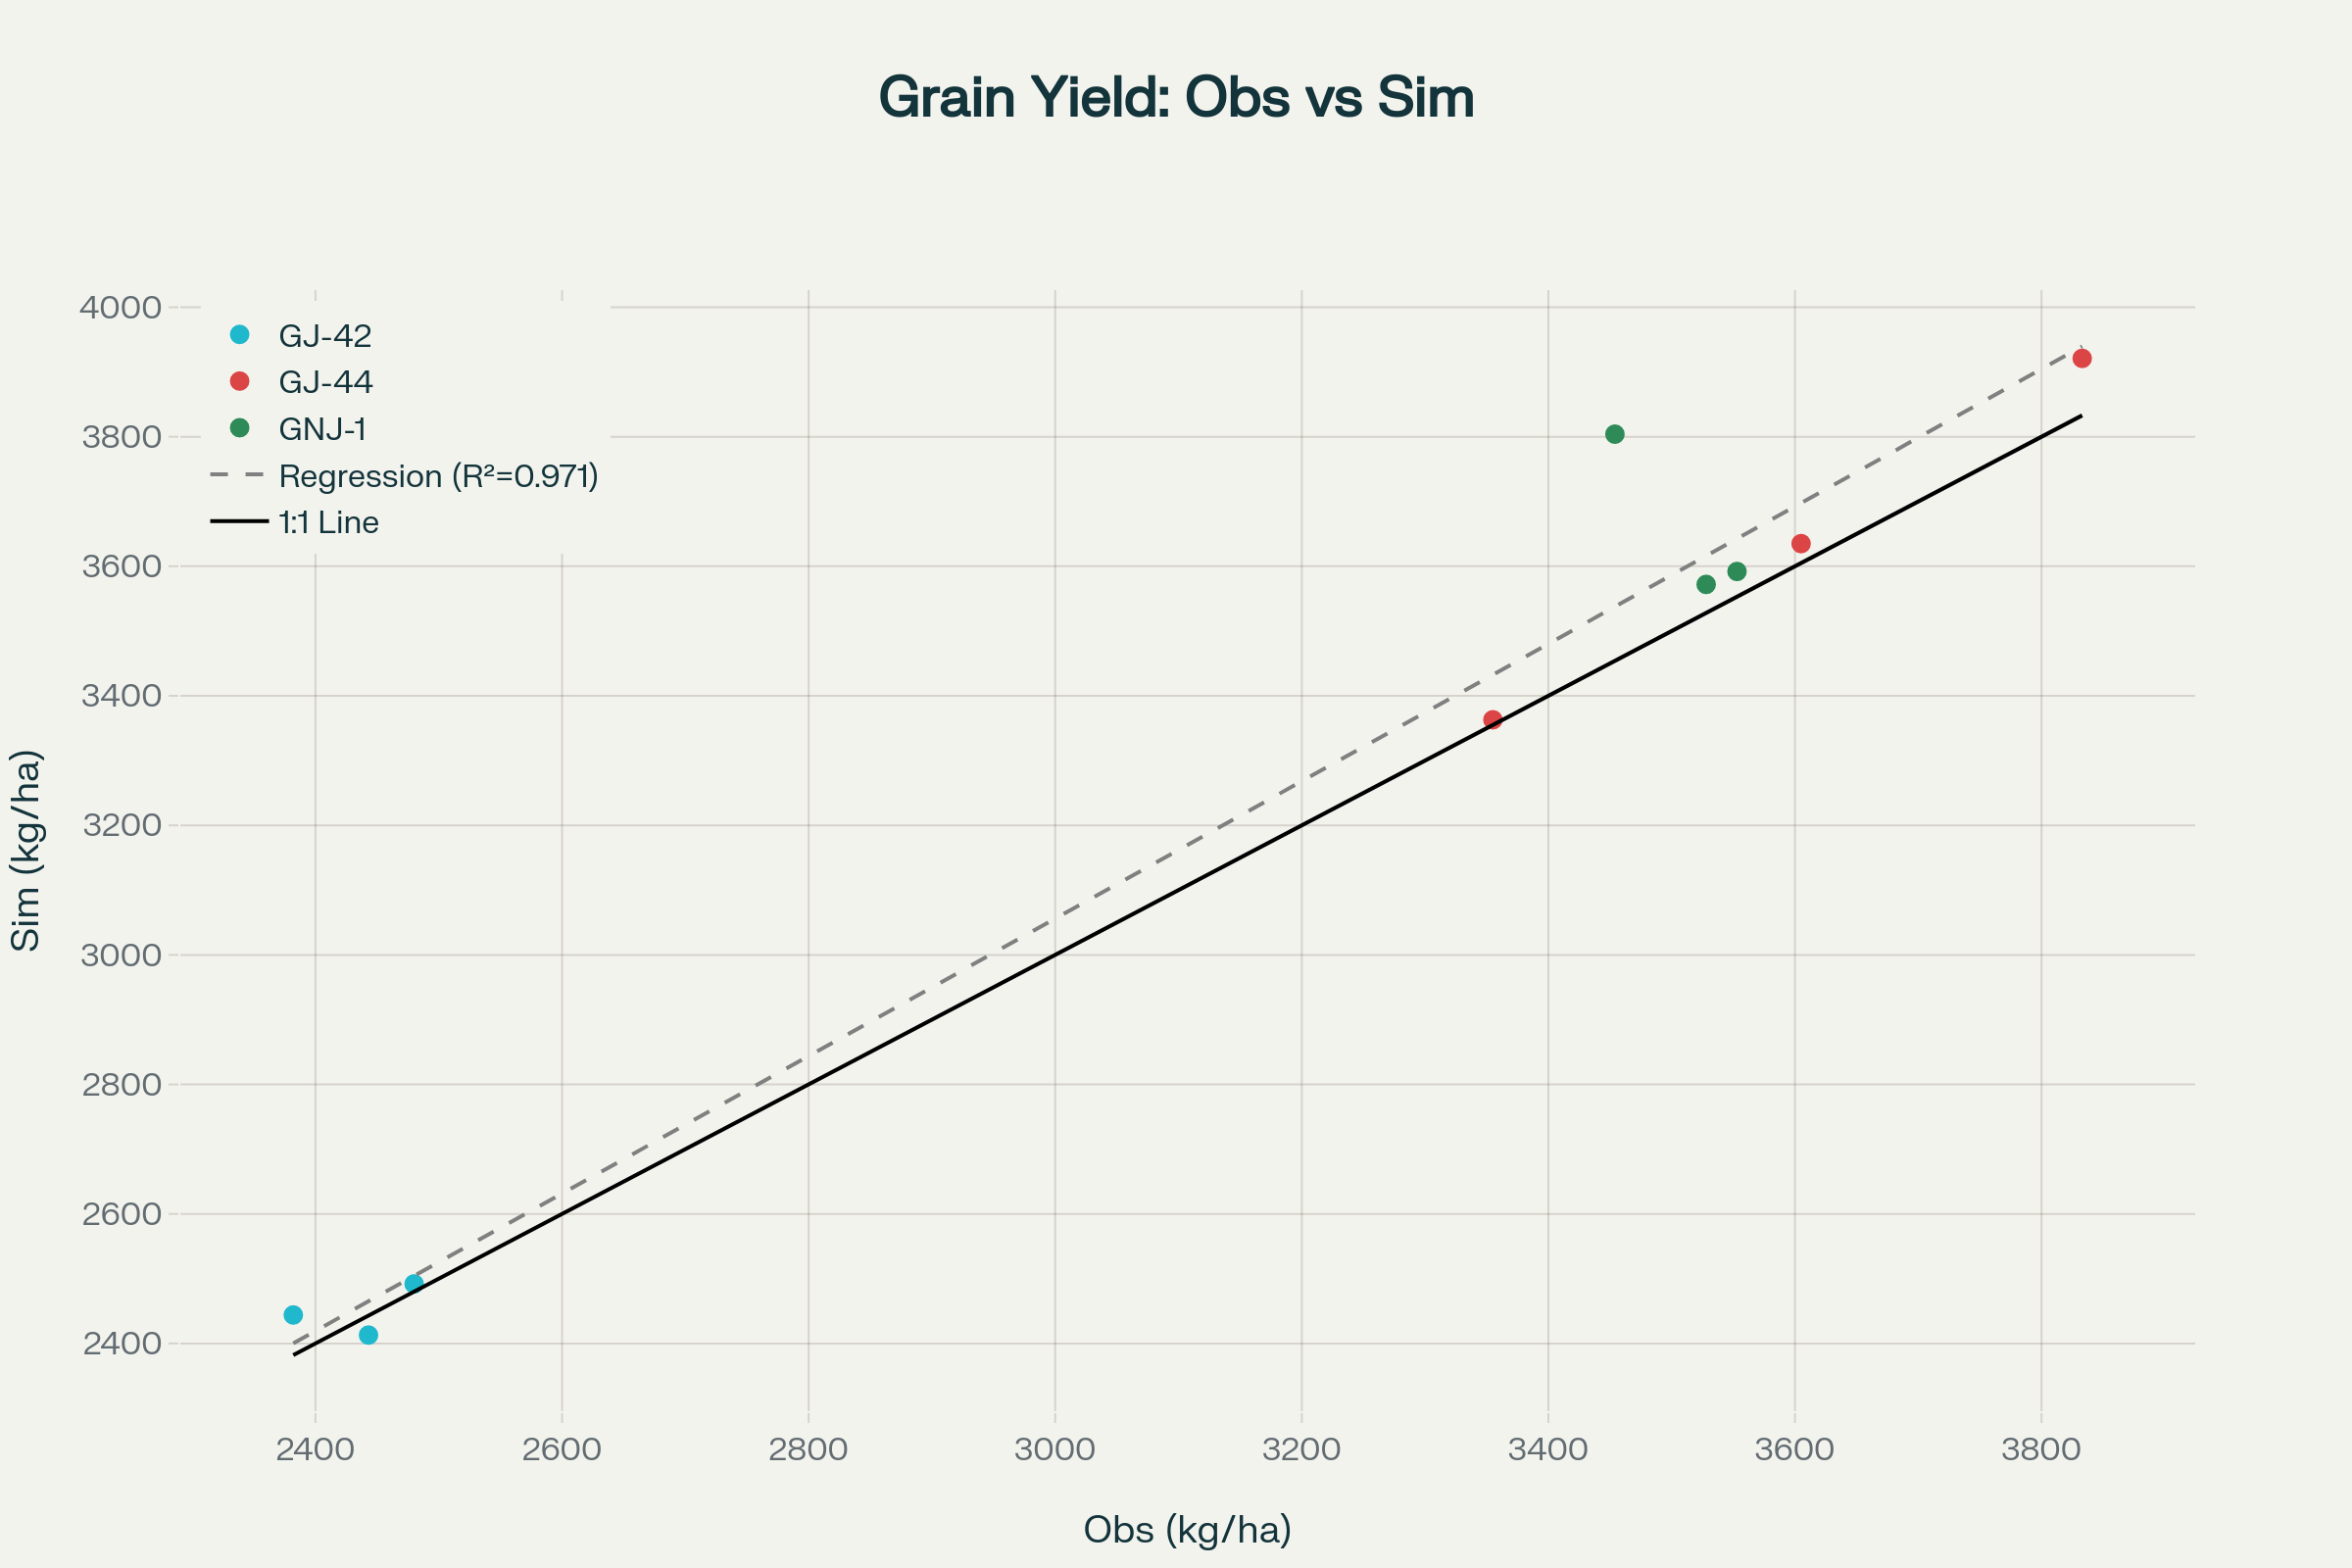 Grain Yield: Obs vs Sim
GJ-42
GJ-44
GNJ-1
Regression (R²=0.971)
1:1 Line
4000
3800
3600
3400
3200
3000
2800
2600
2400
Sim (kg/ha)
2400 2600 2800 3000 3200 3400 3600 3800
Obs (kg/ha)